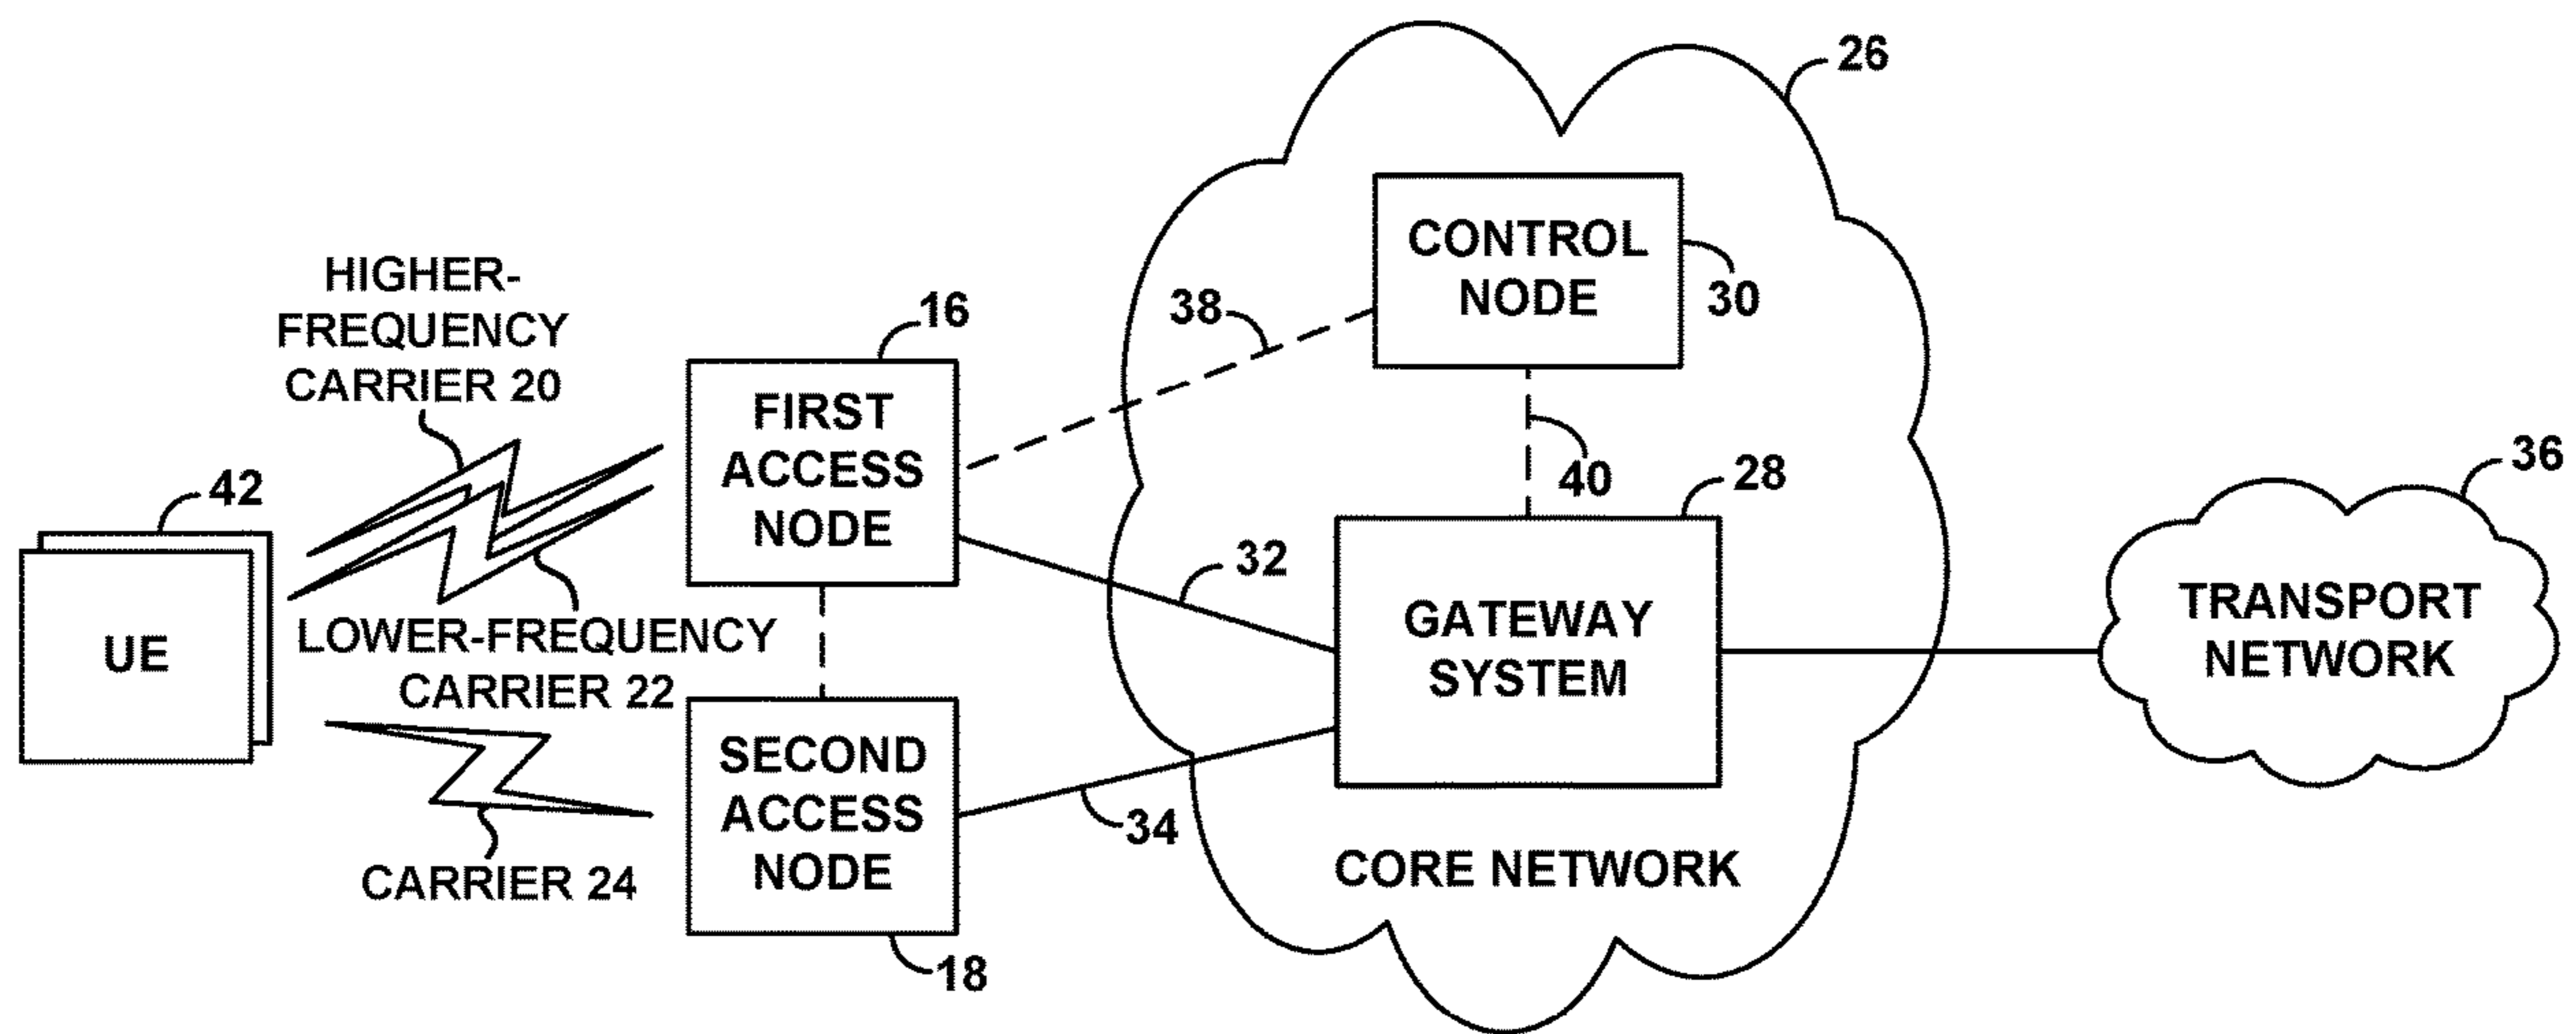 26
CONTROL
NODE
30
HIGHER-
FREQUENCY
CARRIER 20
16
38
FIRST
ACCESS
NODE
40
28
36
42
32
UE
LOWER-FREQUENCY
CARRIER 22
GATEWAY
SYSTEM
TRANSPORT
NETWORK
SECOND
ACCESS
NODE
34
CARRIER 24
CORE NETWORK
18